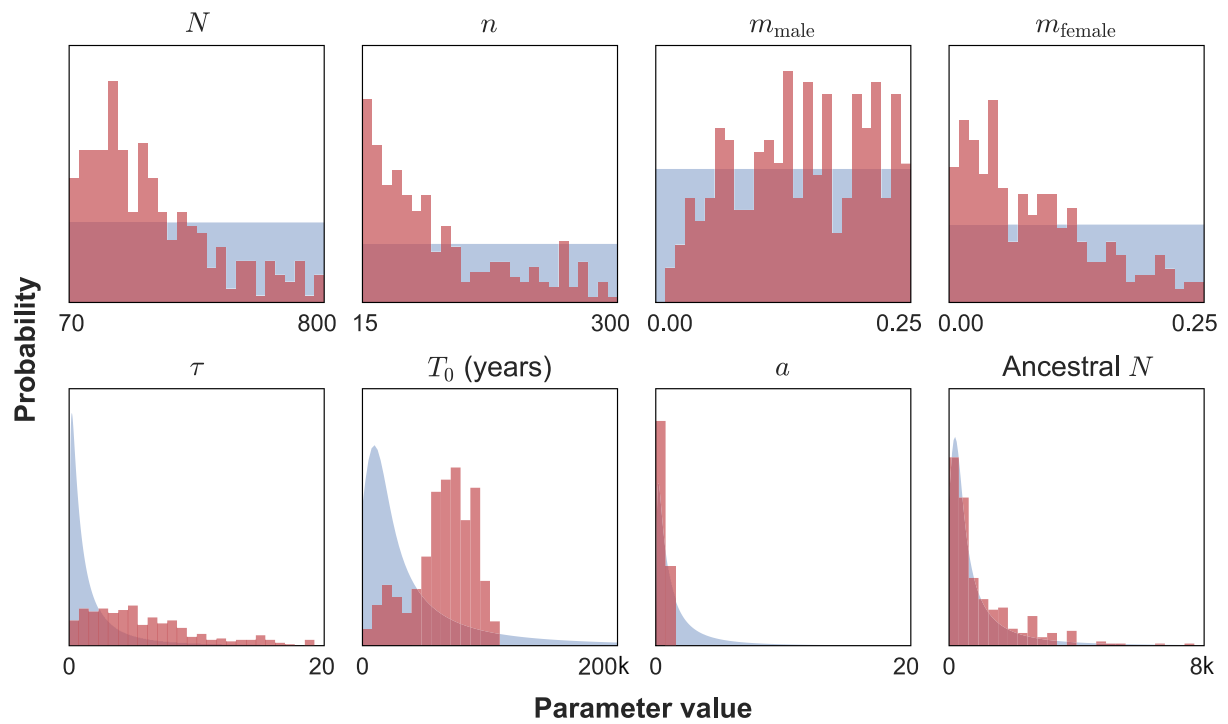 N n m_male m_female
70 800 15 300 0.00 0.25 0.00 0.25
Probability
τ T₀ (years) a Ancestral N
0 20 0 200k 0 20 0 8k
Parameter value